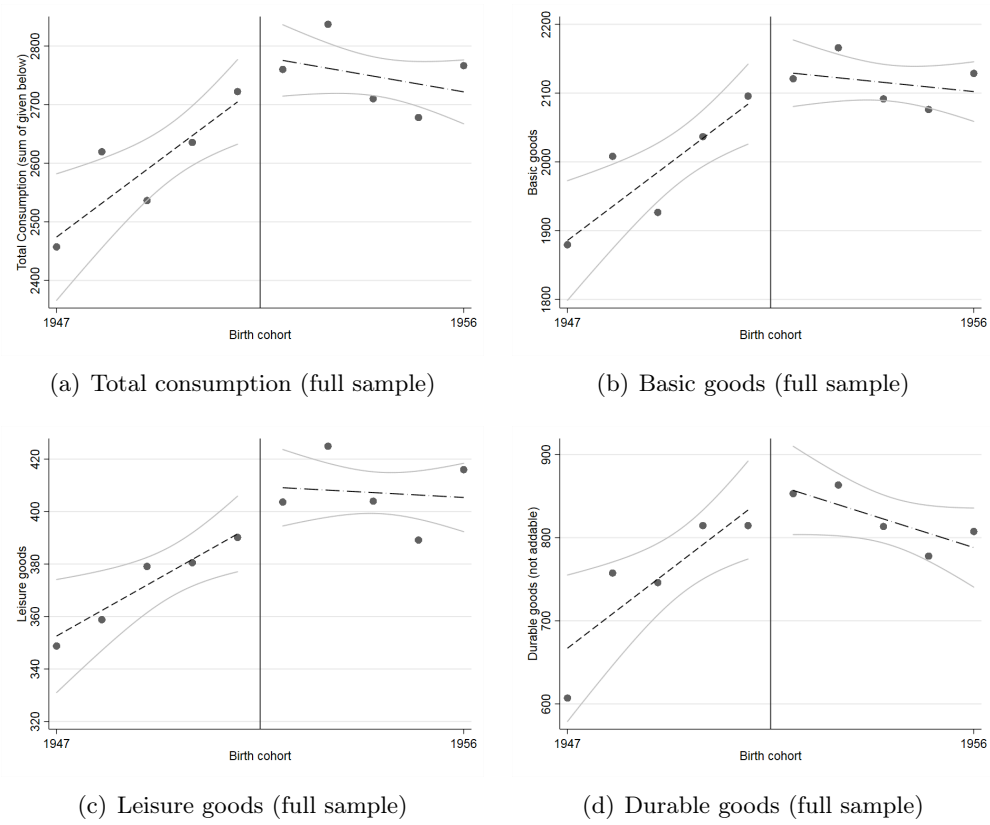 Total Consumption (sum of given below)
2800
2700
2600
2500
2400
1947
1956
Birth cohort
(a) Total consumption (full sample)
Basic goods
2200
2100
2000
1900
1800
1947
1956
Birth cohort
(b) Basic goods (full sample)
Leisure goods
420
400
380
360
340
320
1947
1956
Birth cohort
(c) Leisure goods (full sample)
Durable goods (not addable)
900
800
700
600
1947
1956
Birth cohort
(d) Durable goods (full sample)